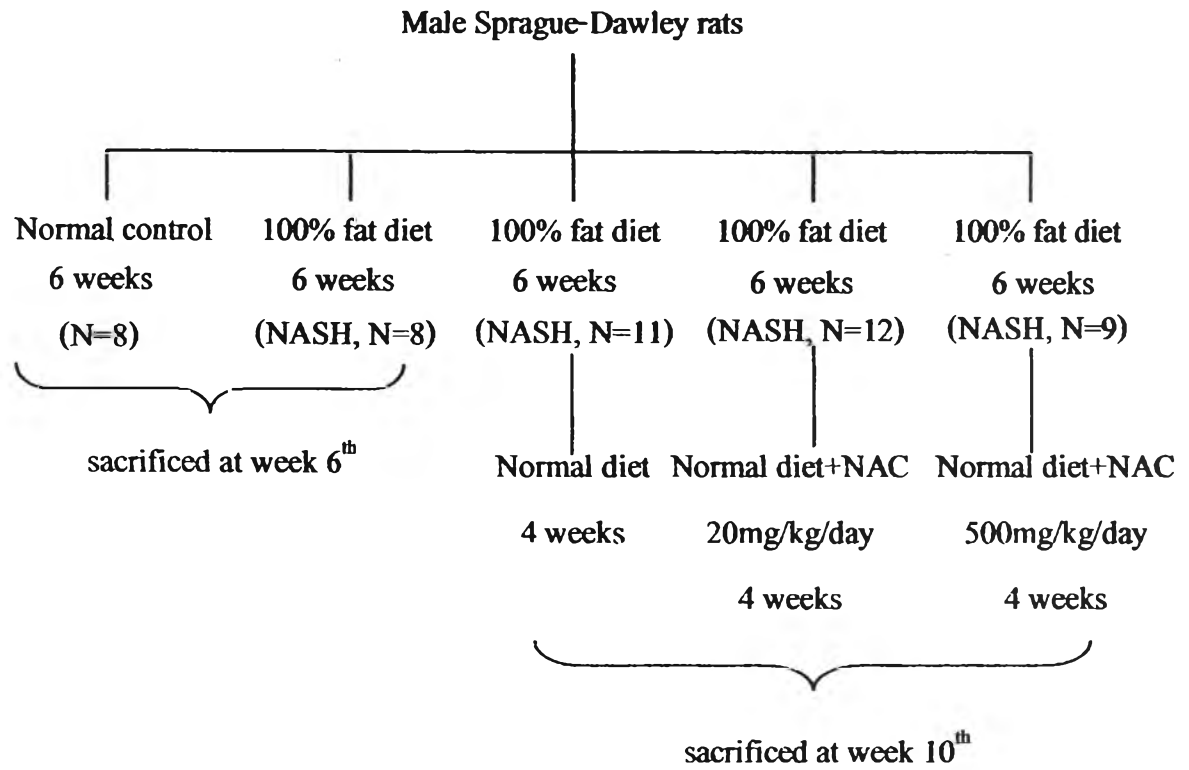 Male Sprague-Dawley rats
Normal control
6 weeks
(N=8)
100% fat diet
6 weeks
(NASH, N=8)
100% fat diet
6 weeks
(NASH, N=11)
100% fat diet
6 weeks
(NASH, N=12)
100% fat diet
6 weeks
(NASH, N=9)
sacrificed at week 6th
Normal diet
4 weeks
Normal diet+NAC
20mg/kg/day
4 weeks
Normal diet+NAC
500mg/kg/day
4 weeks
sacrificed at week 10th